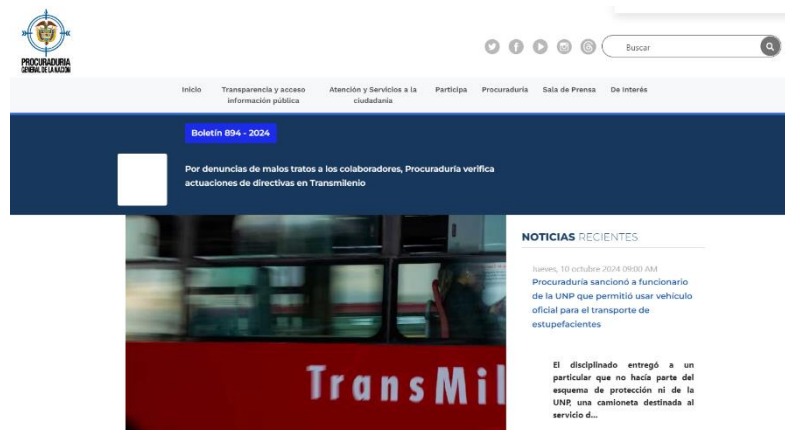 PROCURADURIA
GENERAL DE LA NACION
Buscar
Inicio
Transparencia y acceso
información pública
Atención y Servicios a la
ciudadanía
Participa
Procuraduría
Sala de Prensa
De Interés
Boletín 894 - 2024
Por denuncias de malos tratos a los colaboradores, Procuraduría verifica
actuaciones de directivas en Transmilenio
TransMil
NOTICIAS RECIENTES
Jueves, 10 octubre 2024 09:00 AM
Procuraduría sancionó a funcionario
de la UNP que permitió usar vehículo
oficial para el transporte de
estupefacientes
El disciplinado entregó a un
particular que no hacía parte del
esquema de protección ni de la
UNP, una camioneta destinada al
servicio d...